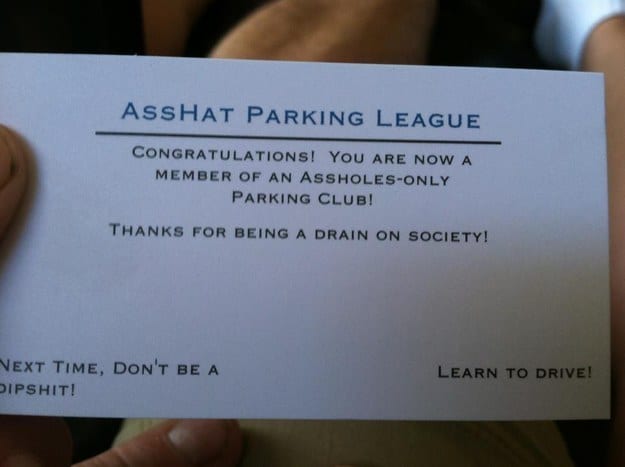 AssHat Parking League
Congratulations! You are now a
member of an Assholes-only
Parking Club!
Thanks for being a drain on society!
Next Time, Don't be a
dipshit!
Learn to drive!